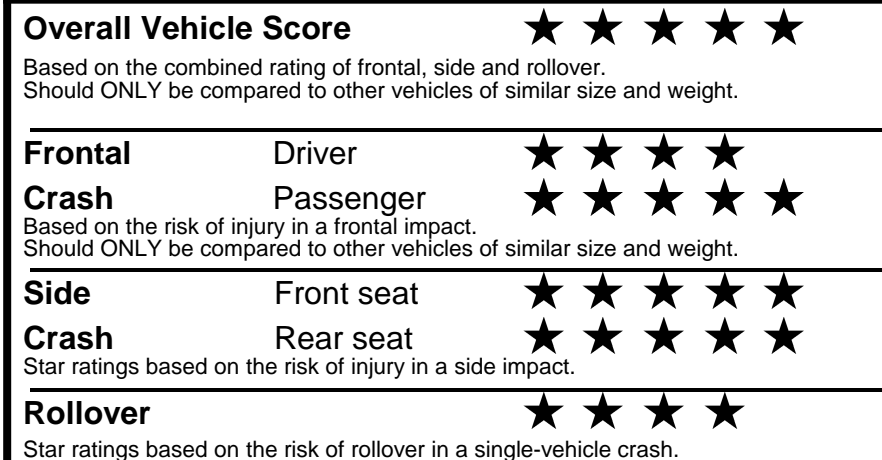 Overall Vehicle Score ★ ★ ★ ★ ★
Based on the combined rating of frontal, side and rollover.
Should ONLY be compared to other vehicles of similar size and weight.
Frontal Driver ★ ★ ★ ★
Crash Passenger ★ ★ ★ ★ ★
Based on the risk of injury in a frontal impact.
Should ONLY be compared to other vehicles of similar size and weight.
Side Front seat ★ ★ ★ ★ ★
Crash Rear seat ★ ★ ★ ★ ★
Star ratings based on the risk of injury in a side impact.
Rollover ★ ★ ★ ★
Star ratings based on the risk of rollover in a single-vehicle crash.